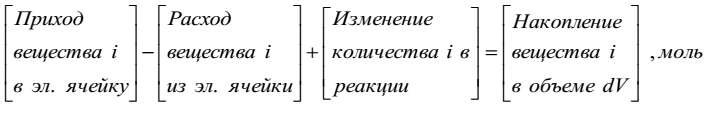 [Приход вещества i в эл. ячейку] − [Расход вещества i из эл. ячейки] + [Изменение количества i в реакции] = [Накопление вещества i в объеме dV] , моль